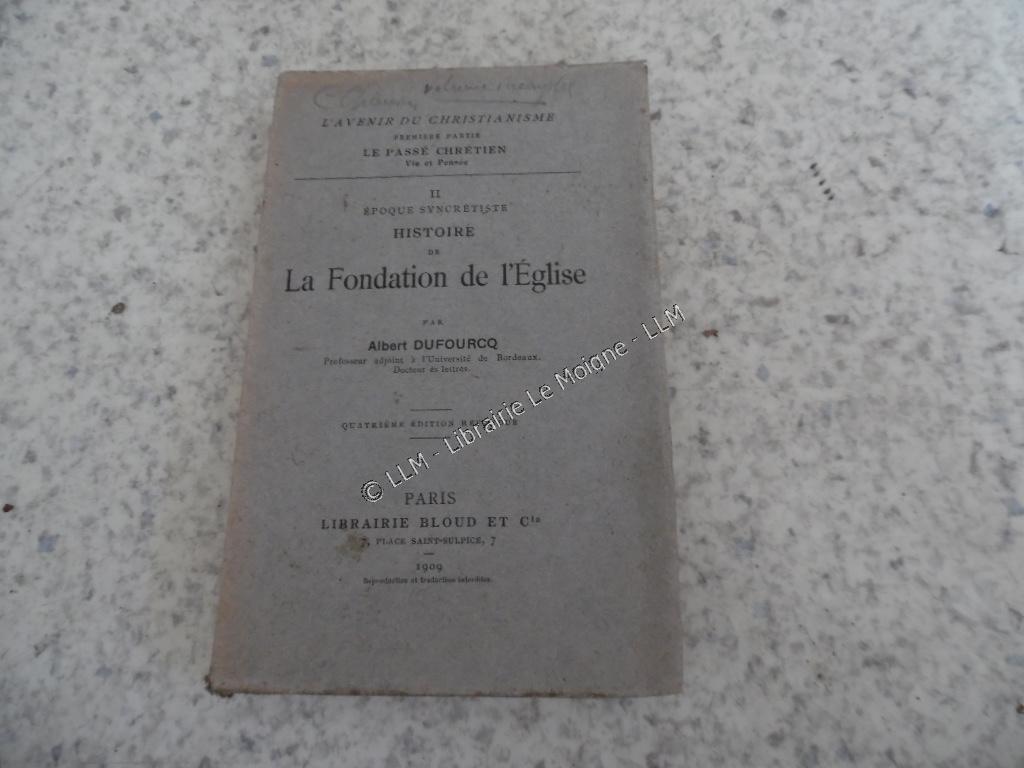 L'AVENIR DU CHRISTIANISME
PREMIÈRE PARTIE
LE PASSÉ CHRÉTIEN
Vie et Pensée
II
ÉPOQUE SYNCRÉTISTE
HISTOIRE
DE
La Fondation de l'Église
PAR
Albert DUFOURCQ
Professeur adjoint à l'Université de Bordeaux.
Docteur ès lettres.
QUATRIÈME ÉDITION
PARIS
LIBRAIRIE BLOUD ET Cie
7, PLACE SAINT-SULPICE, 7
1909
Reproduction et traduction interdites.
© LLM - Librairie Le Moigne - LLM